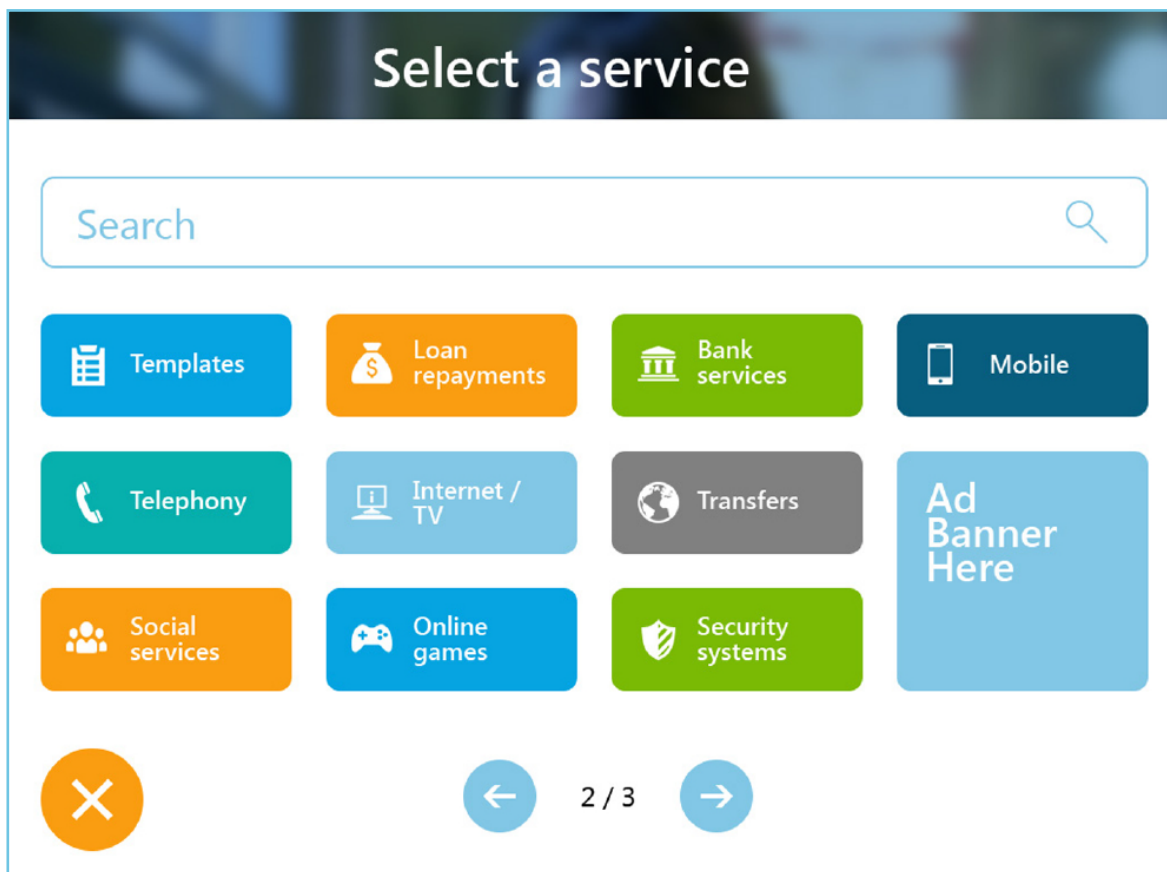 Select a service
Search
Templates
Loan
repayments
Bank
services
Mobile
Telephony
Internet /
TV
Transfers
Ad
Banner
Here
Social
services
Online
games
Security
systems
2 / 3